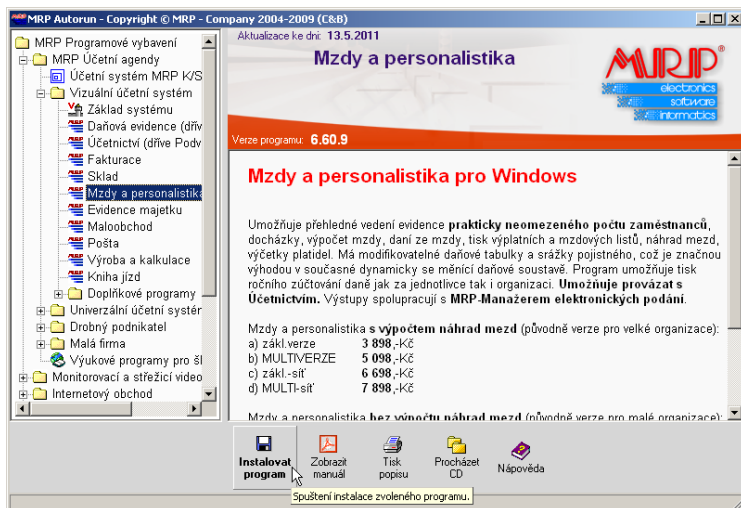 MRP Autorun - Copyright © MRP - Company 2004-2009 (C&B)
MRP Programové vybavení
MRP Účetní agendy
Účetní systém MRP K/S
Vizuální účetní systém
Základ systému
Daňová evidence (dřív
Účetnictví (dříve Podv
Fakturace
Sklad
Mzdy a personalistika
Evidence majetku
Maloobchod
Pošta
Výroba a kalkulace
Kniha jízd
Doplňkové programy
Univerzální účetní systém
Drobný podnikatel
Malá firma
Výukové programy pro šl
Monitorovací a střežící video
Internetový obchod
Aktualizace ke dni: 13.5.2011
Mzdy a personalistika
MRP®
electronics
software
informatics
Verze programu: 6.60.9
Mzdy a personalistika pro Windows
Umožňuje přehledné vedení evidence prakticky neomezeného počtu zaměstnanců,
docházky, výpočet mzdy, daní ze mzdy, tisk výplatních a mzdových listů, náhrad mezd,
výčetky platidel. Má modifikovatelné daňové tabulky a srážky pojistného, což je značnou
výhodou v současné dynamicky se měnící daňové soustavě. Program umožňuje tisk
ročního zúčtování daně jak za jednotlivce tak i organizaci. Umožňuje provázat s
Účetnictvím. Výstupy spolupracují s MRP-Manažerem elektronických podání.
Mzdy a personalistika s výpočtem náhrad mezd (původně verze pro velké organizace):
a) zákl.verze 3 898,-Kč
b) MULTIVERZE 5 098,-Kč
c) zákl.-síť 6 698,-Kč
d) MULTI-síť 7 898,-Kč
Mzdy a personalistika bez výpočtu náhrad mezd (původně verze pro malé organizace):
Instalovat program
Zobrazit manuál
Tisk popisu
Procházet CD
Nápověda
Spuštení instalace zvoleného programu.